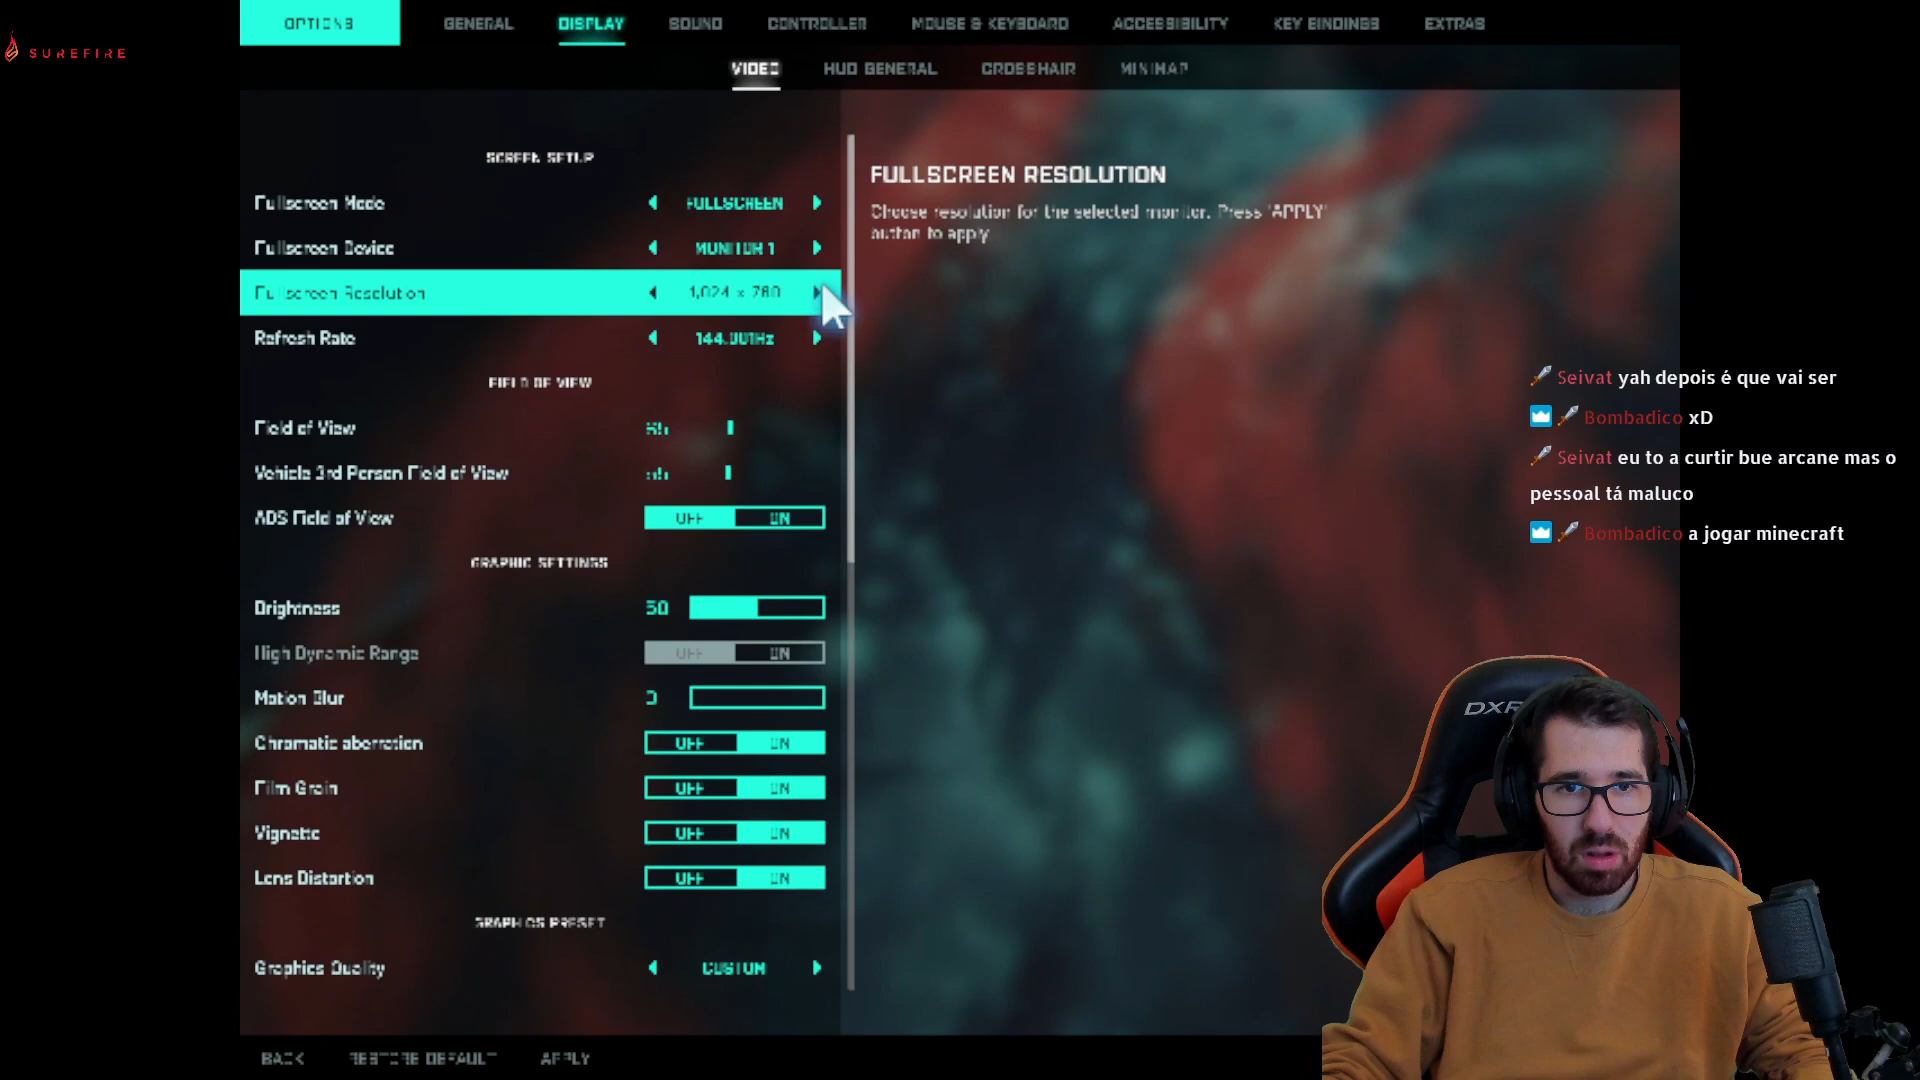 OPTIONS
GENERAL
DISPLAY
SOUND
CONTROLLER
MOUSE & KEYBOARD
ACCESSIBILITY
KEY BINDINGS
EXTRAS
SUREFIRE
VIDEO
HUD GENERAL
CROSSHAIR
MINIMAP
SCREEN SETUP
Fullscreen Mode
FULLSCREEN
Fullscreen Device
MONITOR 1
Fullscreen Resolution
1,024 × 768
Refresh Rate
144.001Hz
FULLSCREEN RESOLUTION
Choose resolution for the selected monitor. Press 'APPLY'
button to apply
FIELD OF VIEW
Field of View
Vehicle 3rd Person Field of View
ADS Field of View
OFF
ON
GRAPHIC SETTINGS
Brightness
50
High Dynamic Range
OFF
ON
Motion Blur
0
Chromatic aberration
OFF
ON
Film Grain
OFF
ON
Vignette
OFF
ON
Lens Distortion
OFF
ON
GRAPHICS PRESET
Graphics Quality
CUSTOM
BACK
RESTORE DEFAULT
APPLY
Seivat yah depois é que vai ser
Bombadico xD
Seivat eu to a curtir bue arcane mas o
pessoal tá maluco
Bombadico a jogar minecraft
DXR